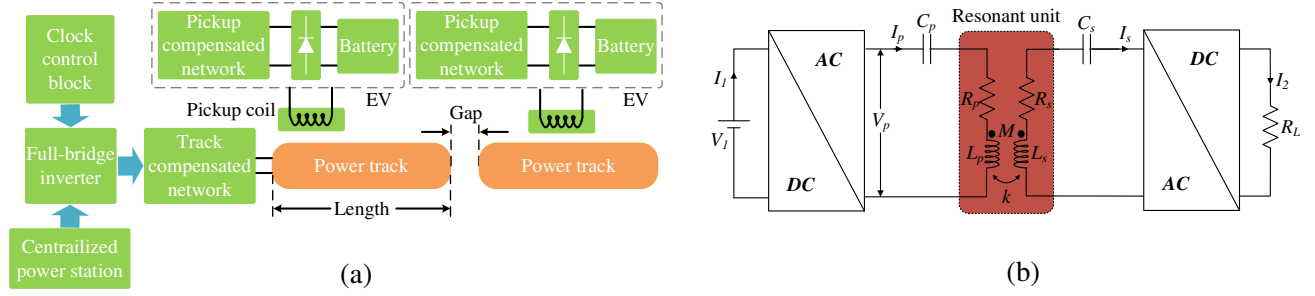 Clock
control
block
Full-bridge
inverter
Centrailized
power station
Track
compensated
network
Pickup
compensated
network
Battery
Pickup coil
EV
Pickup
compensated
network
Battery
EV
Gap
Power track
Power track
Length
(a)
I1
V1
AC
DC
Vp
Ip
Cp
Resonant unit
Rp
Rs
M
Lp
Ls
k
Cs
Is
DC
AC
I2
RL
(b)